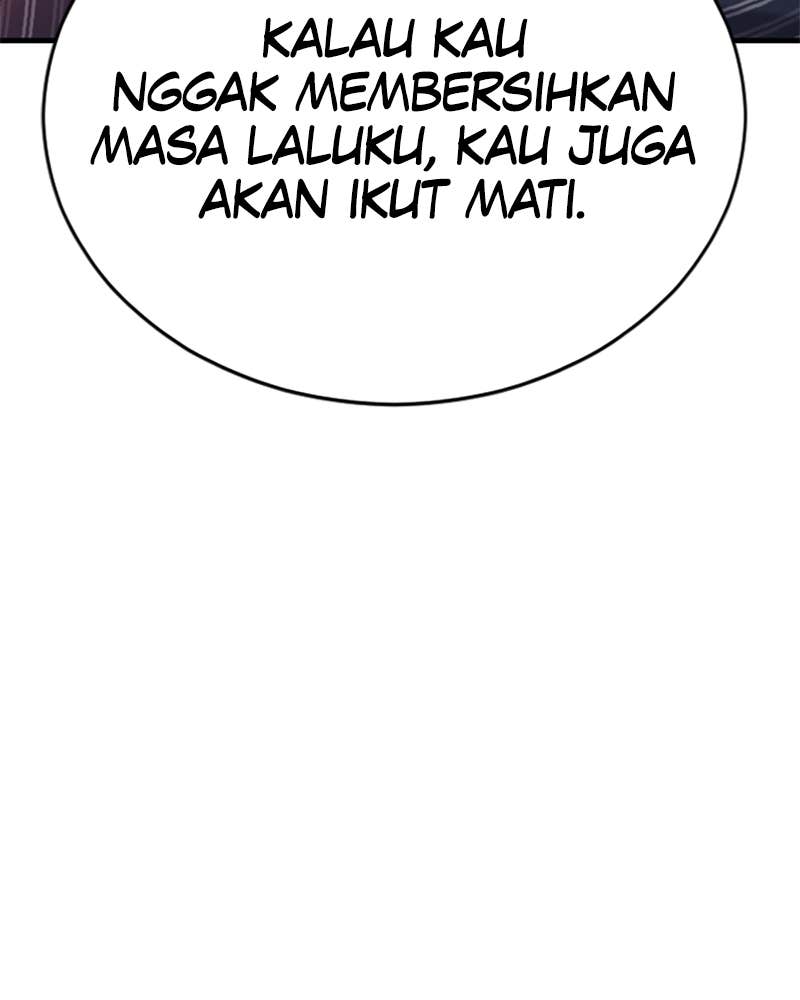 KALAU KAU
NGGAK MEMBERSIHKAN
MASA LALUKU, KAU JUGA
AKAN IKUT MATI.